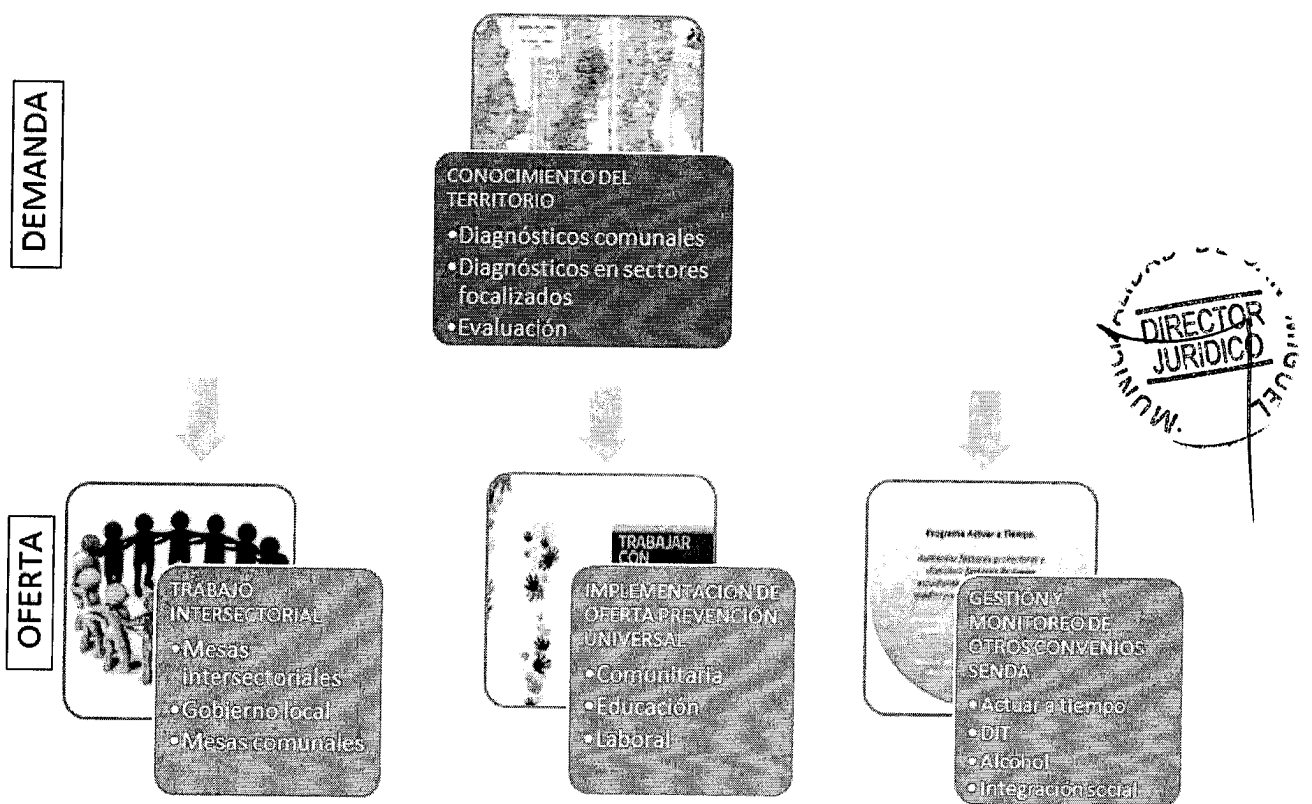 DEMANDA
CONOCIMIENTO DEL
TERRITORIO
•Diagnósticos comunales
•Diagnósticos en sectores
focalizados
•Evaluación
DIRECTOR
JURIDICO
MIGUEL
OFERTA
TRABAJO
INTERSECTORIAL
•Mesas
intersectoriales
•Gobierno local
•Mesas comunales
TRABAJAR
CON
IMPLEMENTACION DE
OFERTA PREVENCIÓN
UNIVERSAL
•Comunitaria
•Educación
•Laboral
Programa Actuar a Tiempo
GESTIÓN Y
MONITOREO DE
OTROS CONVENIOS
SENDA
•Actuar a tiempo
•DIT
•Alcohol
•Integración social